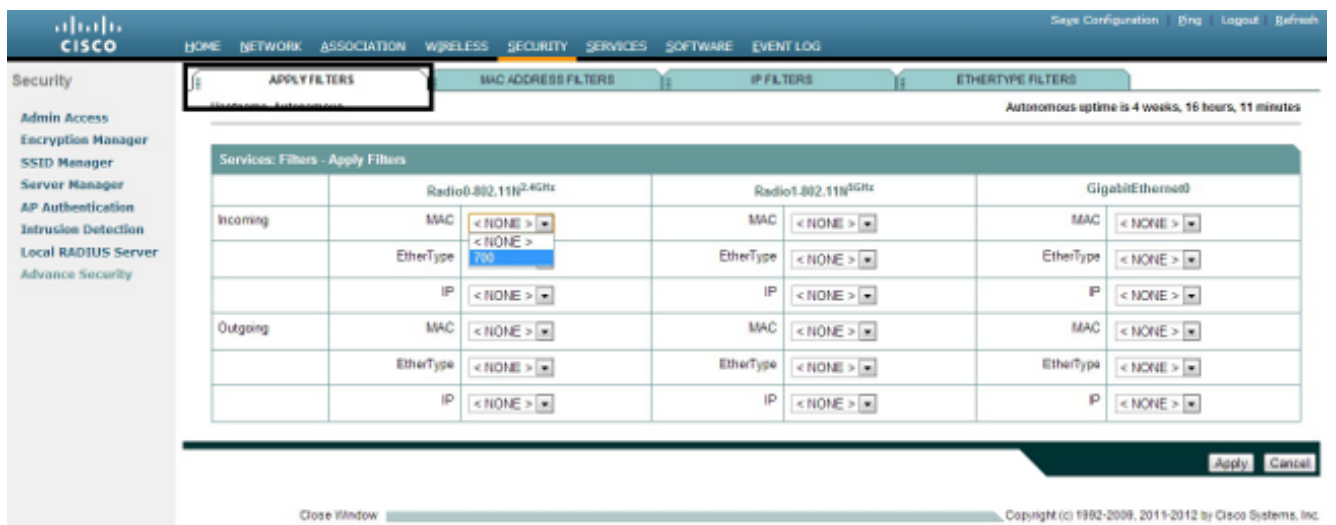 Save Configuration | Ping | Logout | Refresh
CISCO
HOME NETWORK ASSOCIATION WIRELESS SECURITY SERVICES SOFTWARE EVENT LOG
Security
APPLY FILTERS MAC ADDRESS FILTERS IP FILTERS ETHERTYPE FILTERS
Hostname Autonomous
Autonomous uptime is 4 weeks, 16 hours, 11 minutes
Admin Access
Encryption Manager
SSID Manager
Server Manager
AP Authentication
Intrusion Detection
Local RADIUS Server
Advance Security
Services: Filters - Apply Filters
Radio0-802.11N2.4GHz Radio1-802.11N5GHz GigabitEthernet0
Incoming MAC < NONE > MAC < NONE > MAC < NONE >
< NONE >
700
EtherType EtherType < NONE > EtherType < NONE >
IP < NONE > IP < NONE > IP < NONE >
Outgoing MAC < NONE > MAC < NONE > MAC < NONE >
EtherType < NONE > EtherType < NONE > EtherType < NONE >
IP < NONE > IP < NONE > IP < NONE >
Apply Cancel
Close Window
Copyright (c) 1992-2009, 2011-2012 by Cisco Systems, Inc.